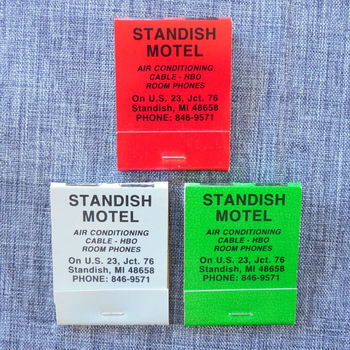 STANDISH
MOTEL
AIR CONDITIONING
CABLE - HBO
ROOM PHONES
On U.S. 23, Jct. 76
Standish, MI 48658
PHONE: 846-9571
STANDISH
MOTEL
AIR CONDITIONING
CABLE - HBO
ROOM PHONES
On U.S. 23, Jct. 76
Standish, MI 48658
PHONE: 846-9571
STANDISH
MOTEL
AIR CONDITIONING
CABLE - HBO
ROOM PHONES
On U.S. 23, Jct. 76
Standish, MI 48658
PHONE: 846-9571